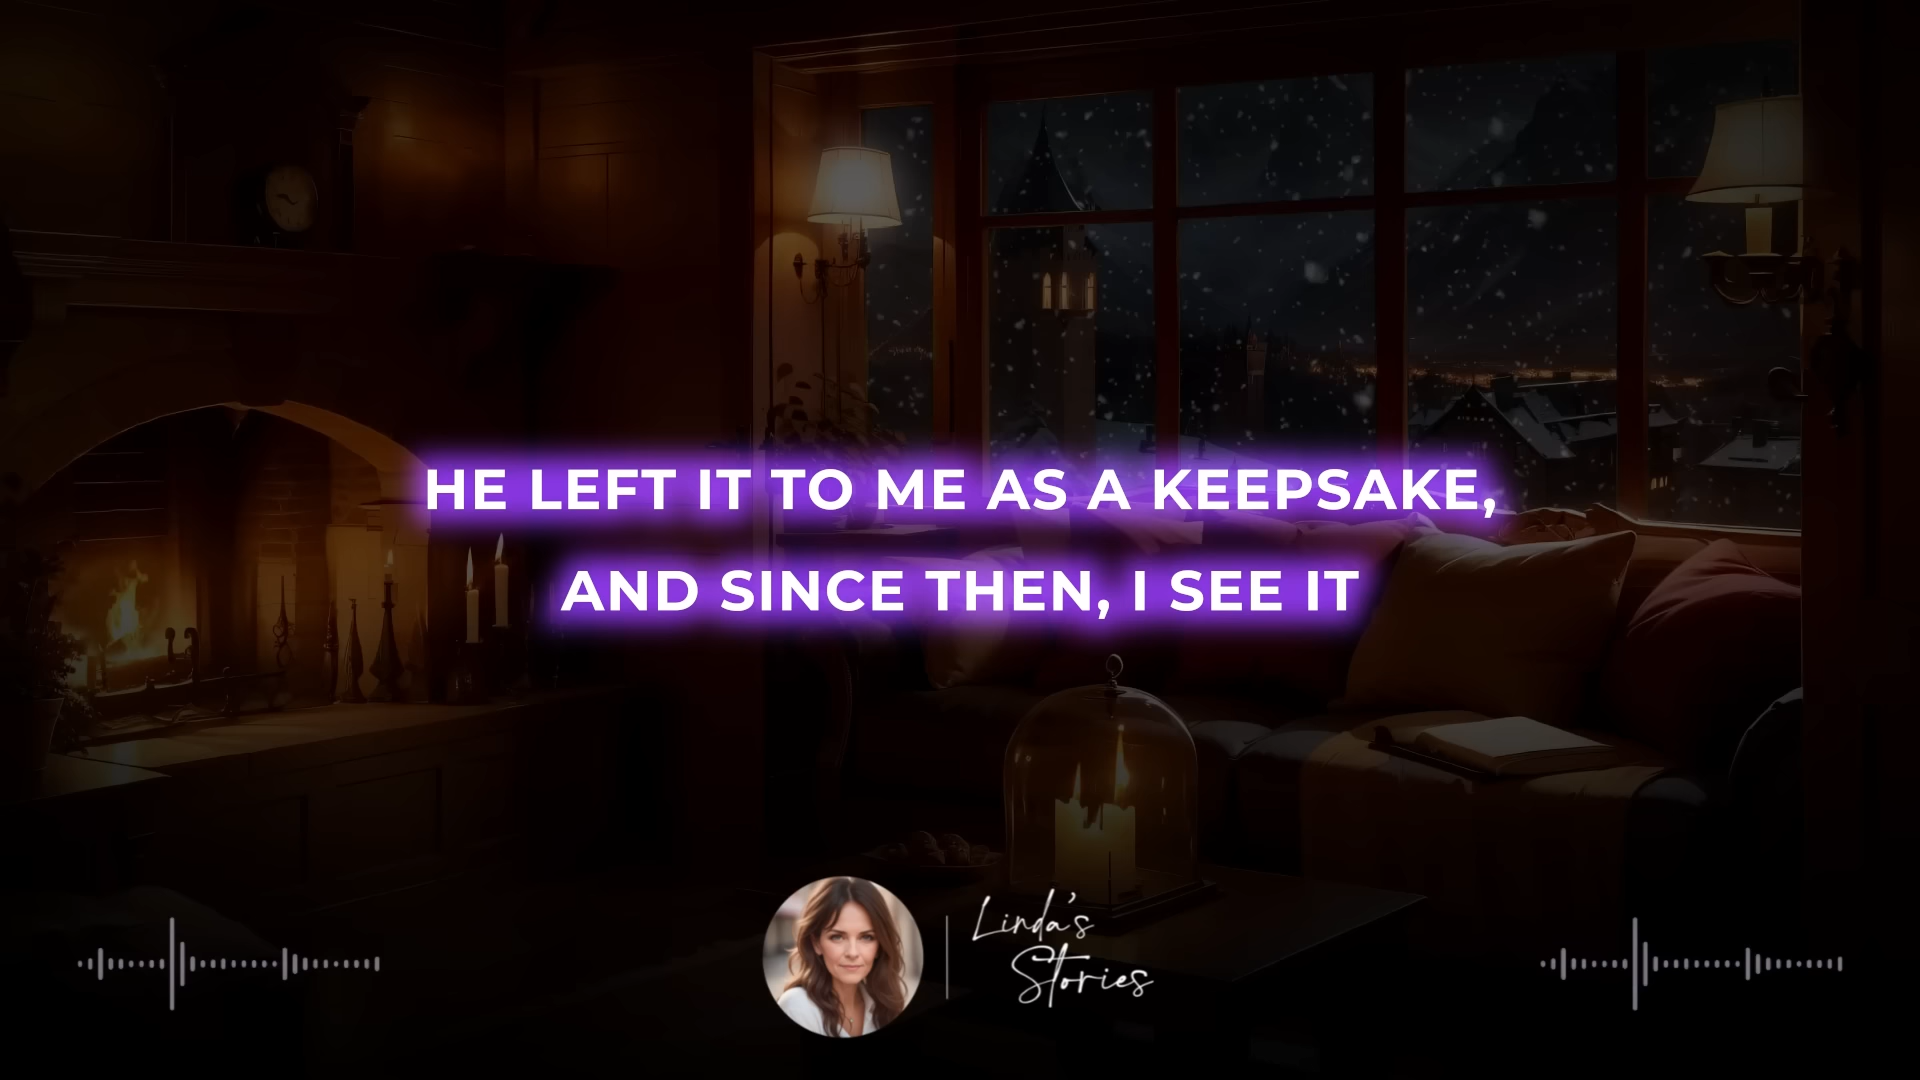 HE LEFT IT TO ME AS A KEEPSAKE,
AND SINCE THEN, I SEE IT
Linda's
Stories